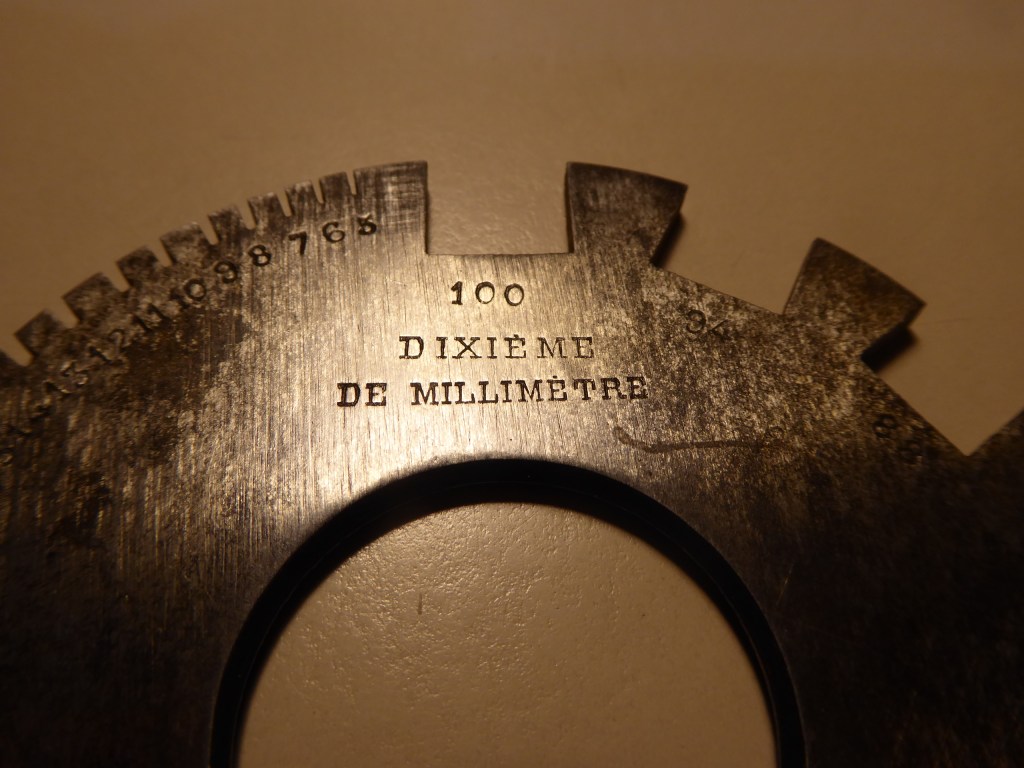 5 6 7 8 9 10 11 12 13
100
DIXIÈME
DE MILLIMÈTRE